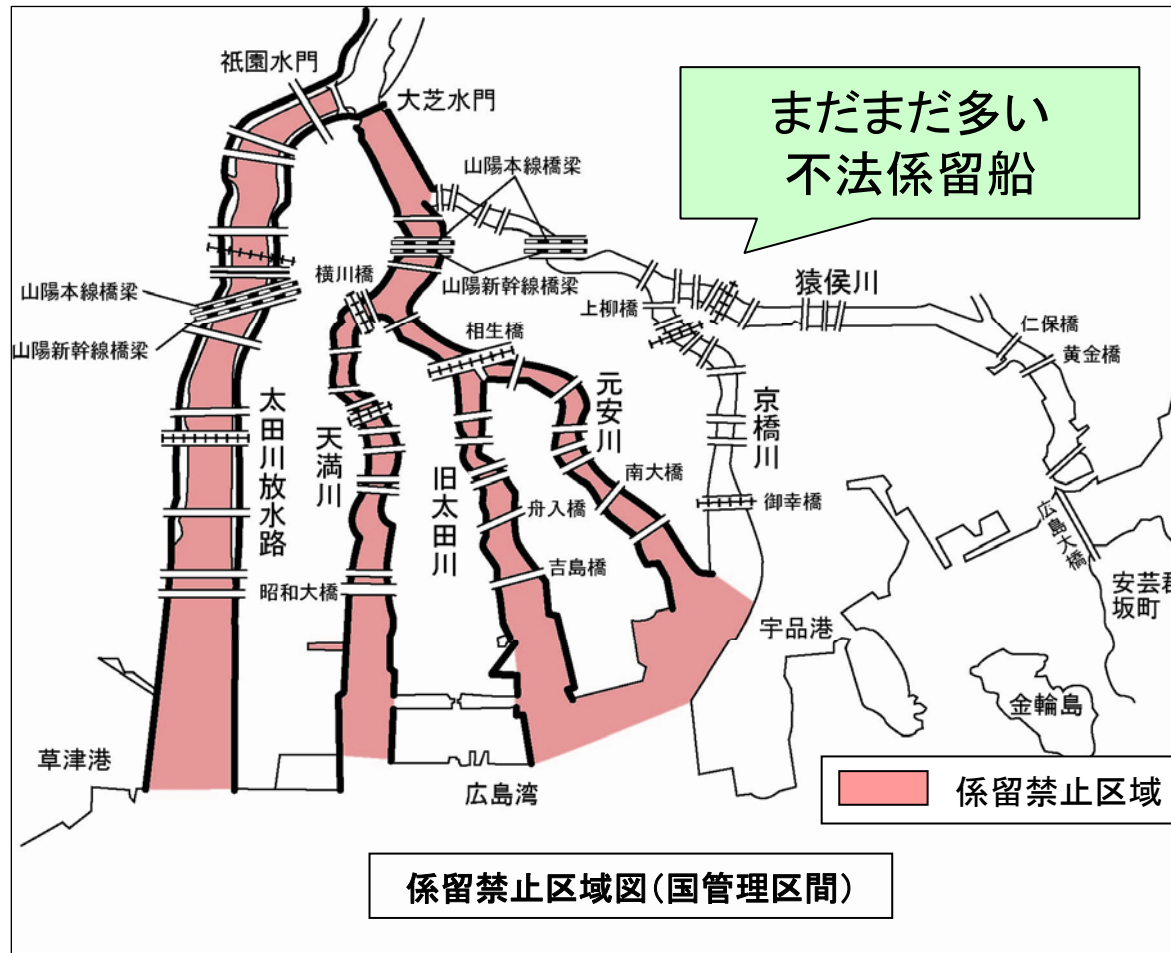 祇園水門
大芝水門
まだまだ多い
不法係留船
山陽本線橋梁
山陽新幹線橋梁
横川橋
上柳橋
猿侯川
仁保橋
黄金橋
山陽本線橋梁
山陽新幹線橋梁
相生橋
太田川放水路
天満川
旧太田川
元安川
京橋川
南大橋
舟入橋
御幸橋
吉島橋
昭和大橋
広島大橋
安芸郡
坂町
宇品港
金輪島
草津港
広島湾
係留禁止区域
係留禁止区域図(国管理区間)